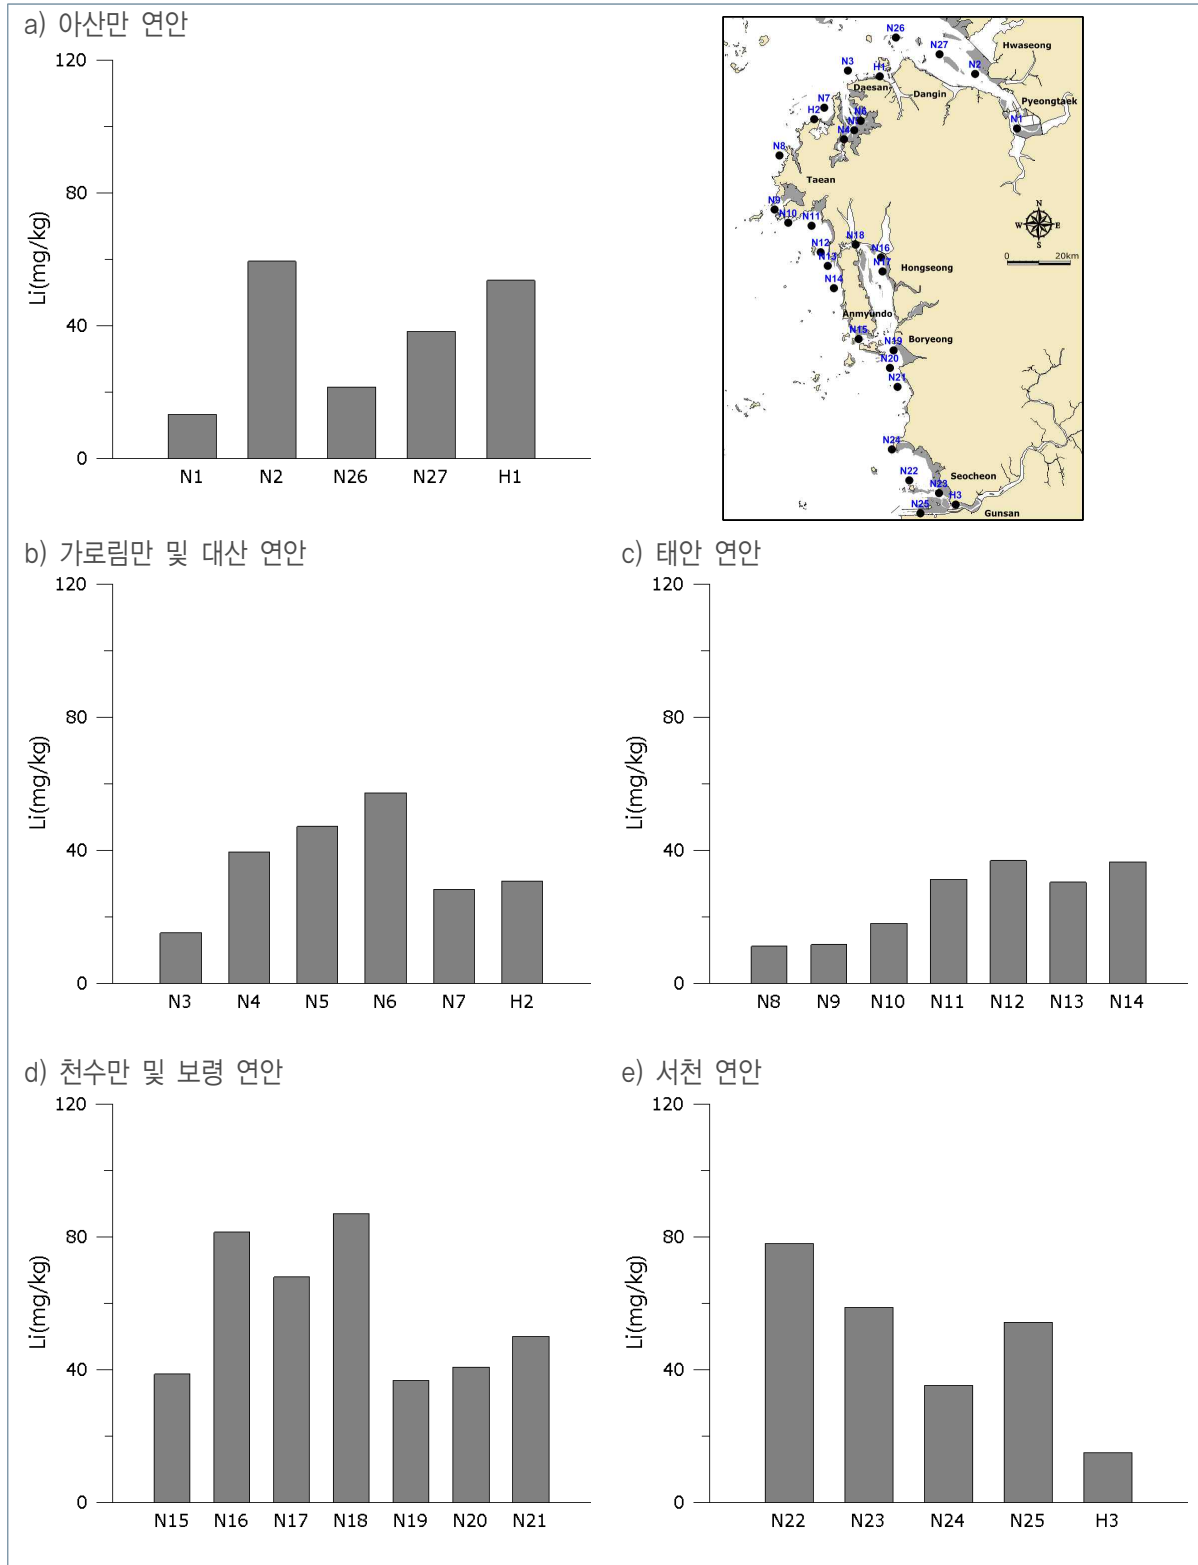 a) 아산만 연안
120
80
40
0
Li(mg/kg)
N1 N2 N26 N27 H1
N26
N27
Hwaseong
N3
H1
N2
Daesan
Dangin
Pyeongtaek
N7
H2
N6
N5
N4
N1
N8
Taean
N9
N10
N11
N
W E
S
N12
N18
N16
N13
N17
Hongseong
0 20km
N14
Anmyundo
N15
N19
Boryeong
N20
N21
N24
N22
Seocheon
N23
H3
N25
Gunsan
b) 가로림만 및 대산 연안
120
80
40
0
Li(mg/kg)
N3 N4 N5 N6 N7 H2
c) 태안 연안
120
80
40
0
Li(mg/kg)
N8 N9 N10 N11 N12 N13 N14
d) 천수만 및 보령 연안
120
80
40
0
Li(mg/kg)
N15 N16 N17 N18 N19 N20 N21
e) 서천 연안
120
80
40
0
Li(mg/kg)
N22 N23 N24 N25 H3